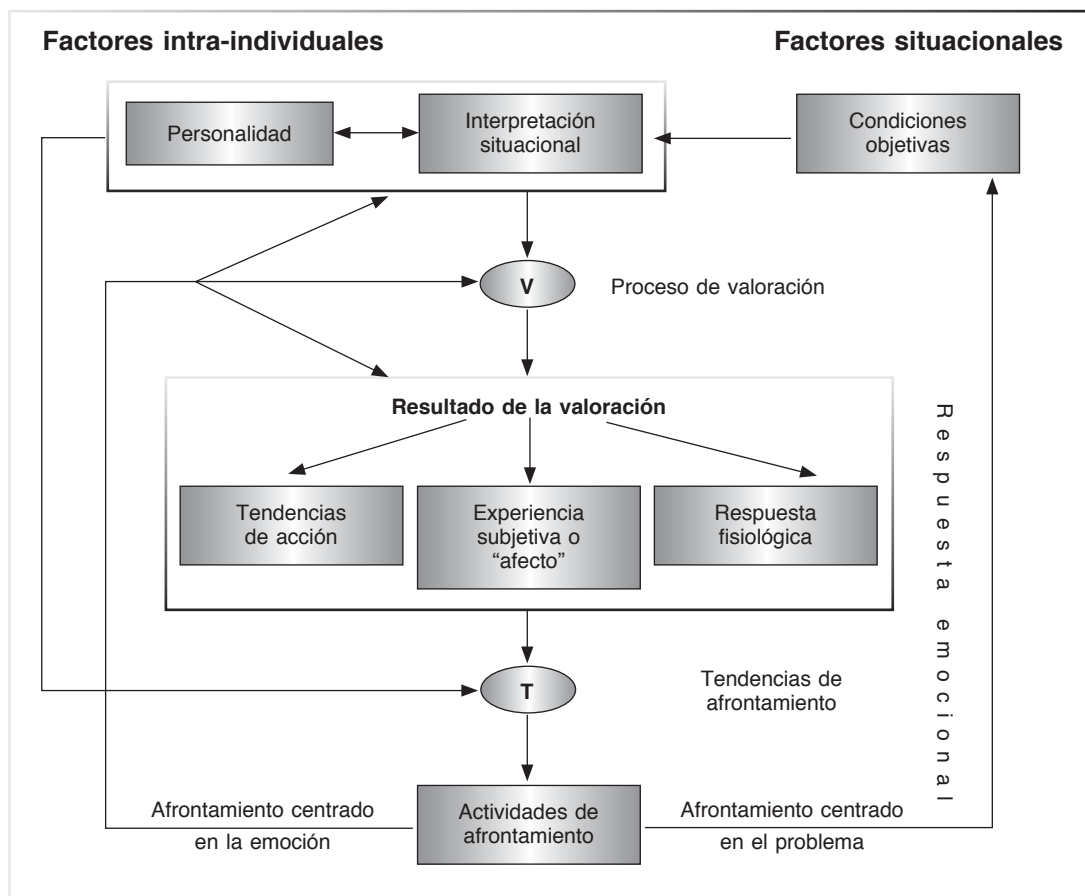 Factores intra-individuales
Factores situacionales
Personalidad
Interpretación
situacional
Condiciones
objetivas
V
Proceso de valoración
Resultado de la valoración
Tendencias
de acción
Experiencia
subjetiva o
“afecto”
Respuesta
fisiológica
Respuesta emocional
T
Tendencias de
afrontamiento
Afrontamiento centrado
en la emoción
Actividades de
afrontamiento
Afrontamiento centrado
en el problema